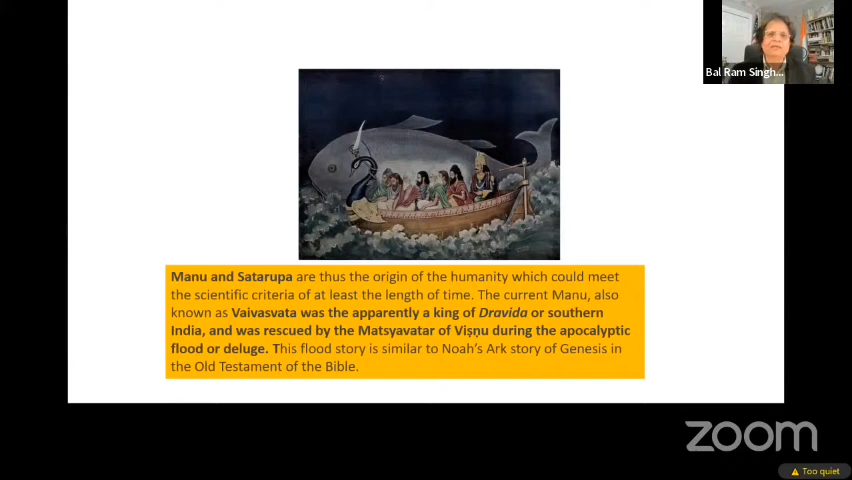 Bal Ram Singh...
Manu and Satarupa are thus the origin of the humanity which could meet
the scientific criteria of at least the length of time. The current Manu, also
known as Vaivasvata was the apparently a king of Dravida or southern
India, and was rescued by the Matsyavatar of Viṣṇu during the apocalyptic
flood or deluge. This flood story is similar to Noah's Ark story of Genesis in
the Old Testament of the Bible.
zoom
Too quiet